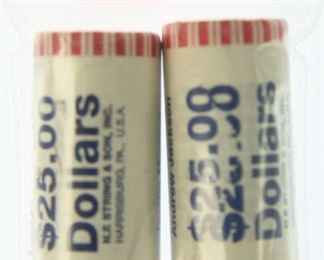 $25.00
Dollars
N.F. STRING & SON, INC.
HARRISBURG, PA., U.S.A.
Andrew Jackson
$25.00
Dollars